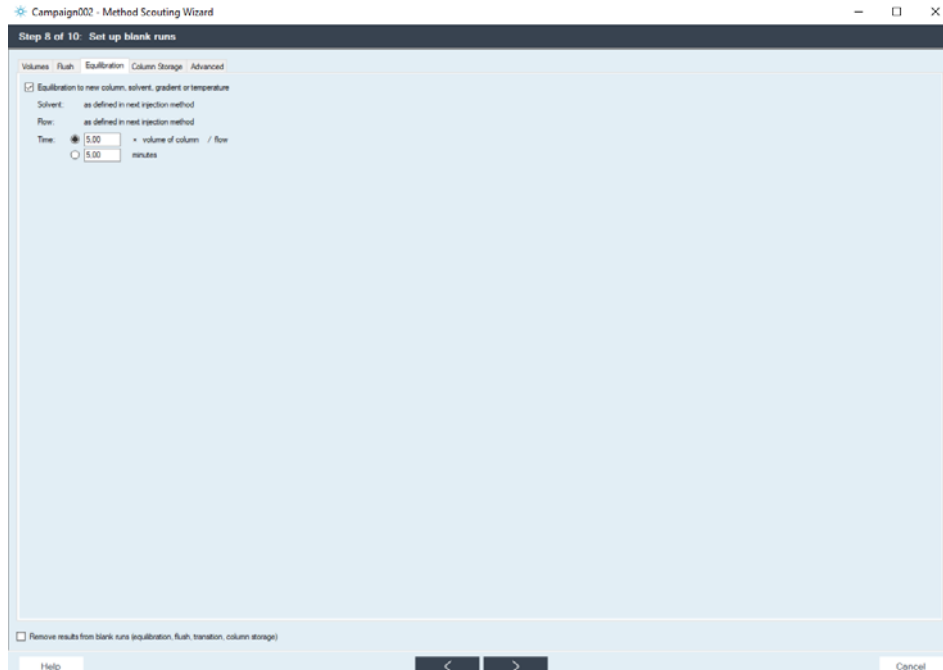 Campaign002 - Method Scouting Wizard
Step 8 of 10: Set up blank runs
Volumes Flush Equilibration Column Storage Advanced
Equilibration to new column, solvent, gradient or temperature
Solvent: as defined in next injection method
Flow: as defined in next injection method
Time: 5.00 * volume of column / flow
5.00 minutes
Remove results from blank runs (equilibration, flush, transition, column storage)
Help < > Cancel